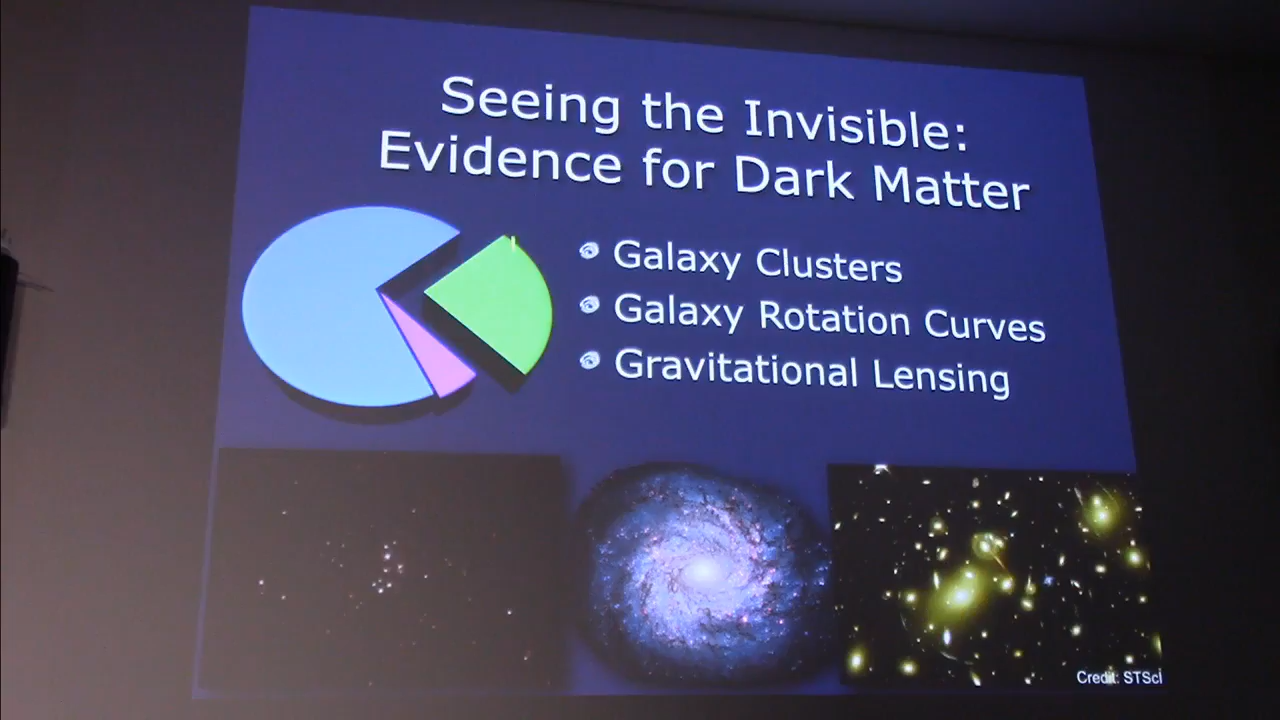 Seeing the Invisible:
Evidence for Dark Matter
Galaxy Clusters
Galaxy Rotation Curves
Gravitational Lensing
Credit: STScI